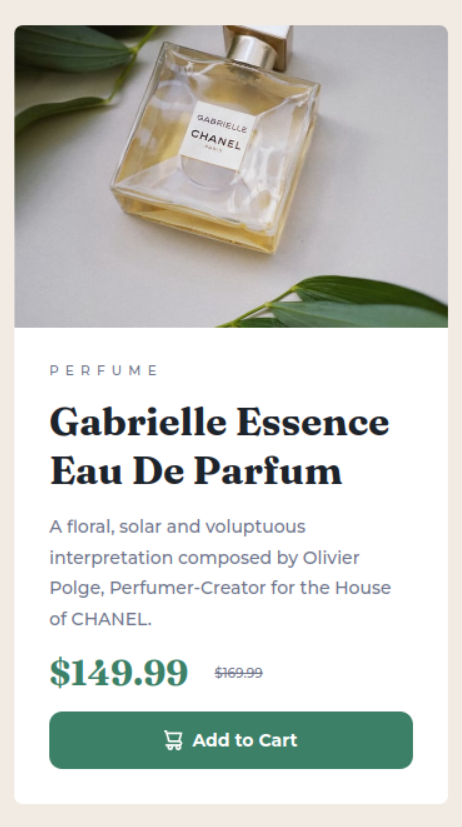 GABRIELLE
CHANEL
PARIS
PERFUME
Gabrielle Essence
Eau De Parfum
A floral, solar and voluptuous
interpretation composed by Olivier
Polge, Perfumer-Creator for the House
of CHANEL.
$149.99 $169.99
Add to Cart